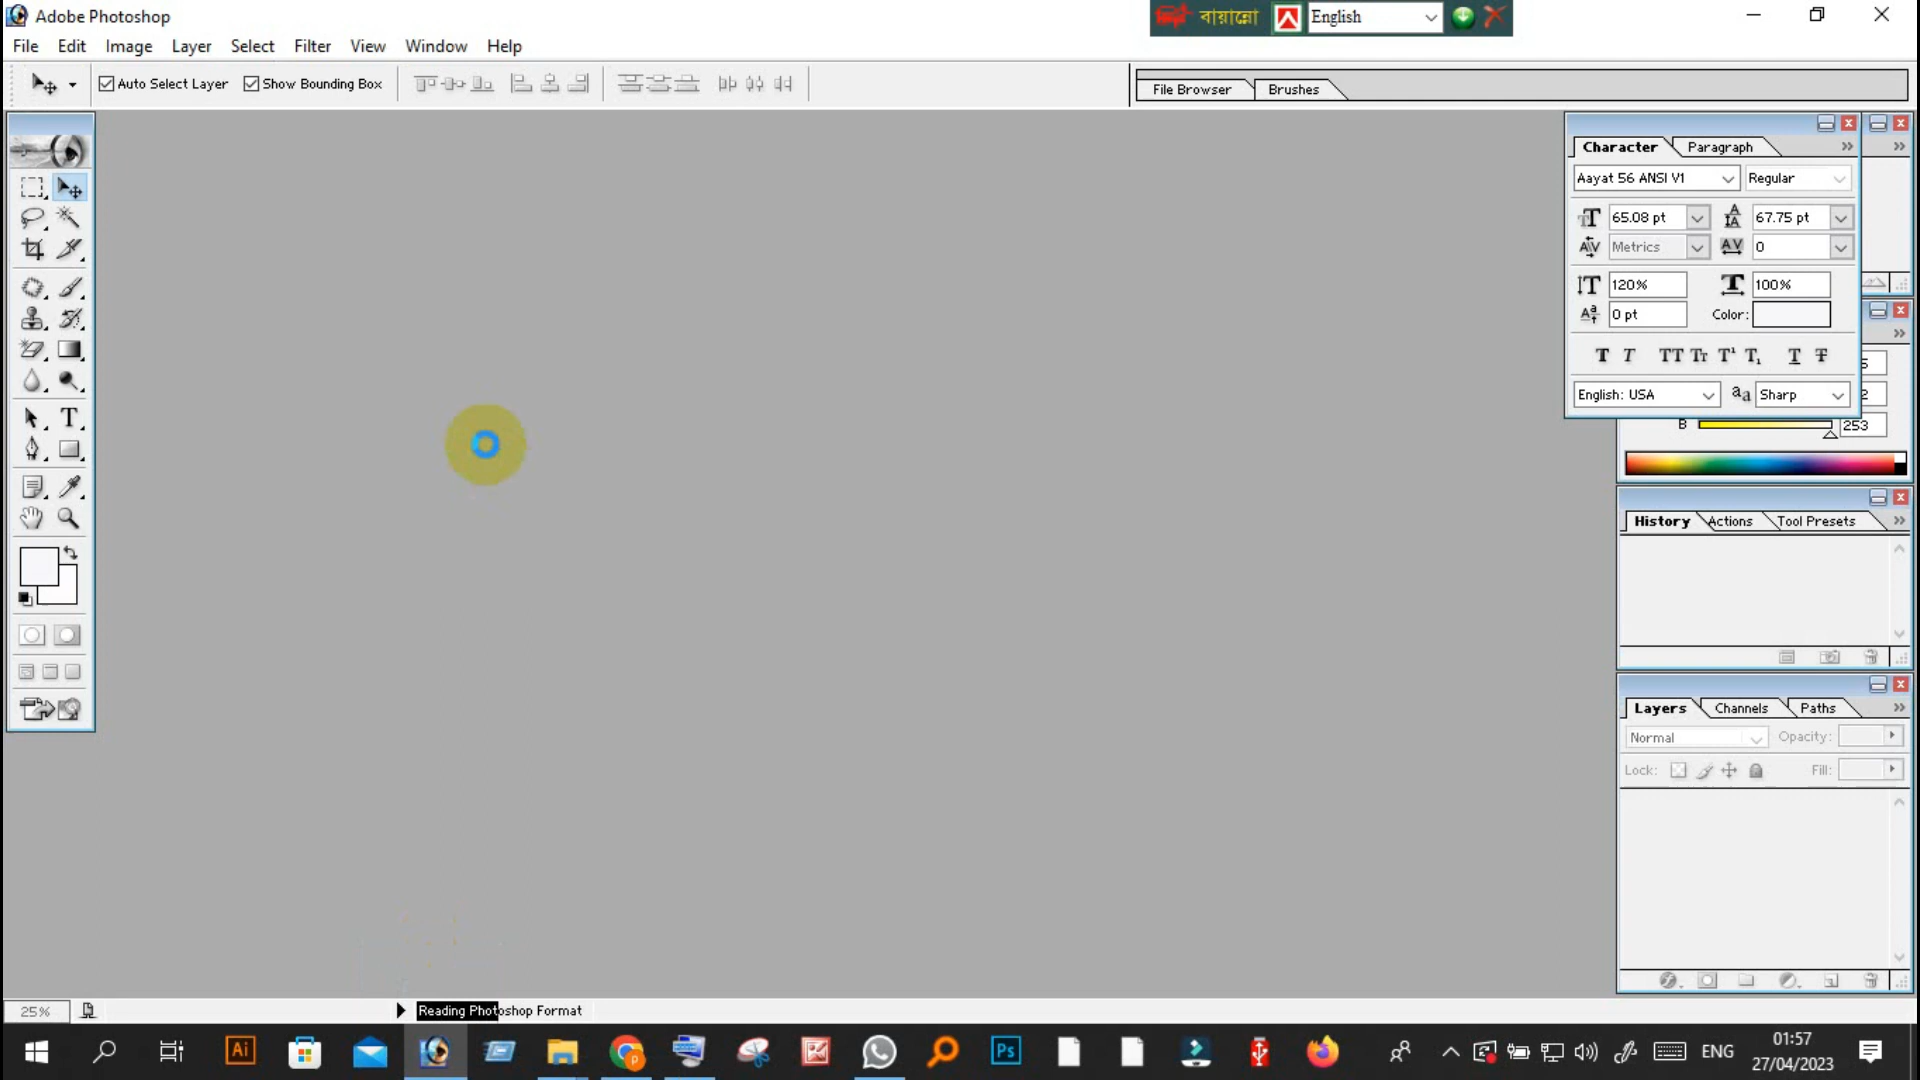 Adobe Photoshop
বায়ান্নো English
File Edit Image Layer Select Filter View Window Help
Auto Select Layer Show Bounding Box
File Browser Brushes
Character Paragraph
Aayat 56 ANSI V1 Regular
65.08 pt 67.75 pt
Metrics 0
120% 100%
0 pt Color:
English: USA Sharp
B 253
History Actions Tool Presets
Layers Channels Paths
Normal Opacity:
Lock: Fill:
25% Reading Photoshop Format
Ai Ps ENG
01:57
27/04/2023